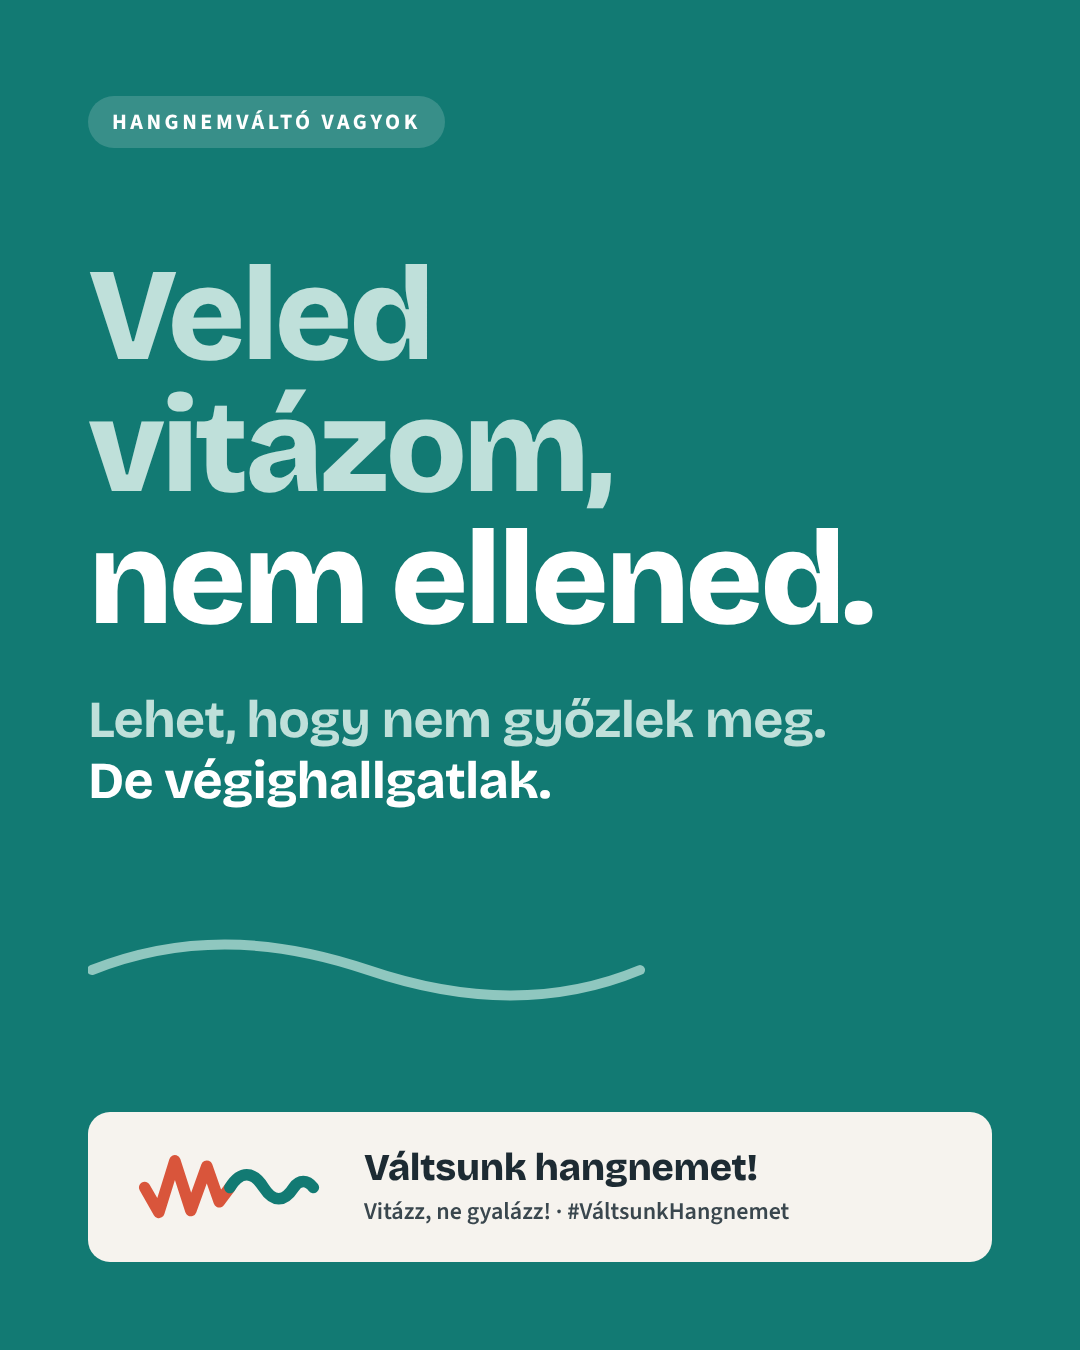 HANGNEMVÁLTÓ VAGYOK
Veled
vitázom,
nem ellened.
Lehet, hogy nem győzlek meg.
De végighallgatlak.
Váltsunk hangnemet!
Vitázz, ne gyalázz! · #VáltsunkHangnemet